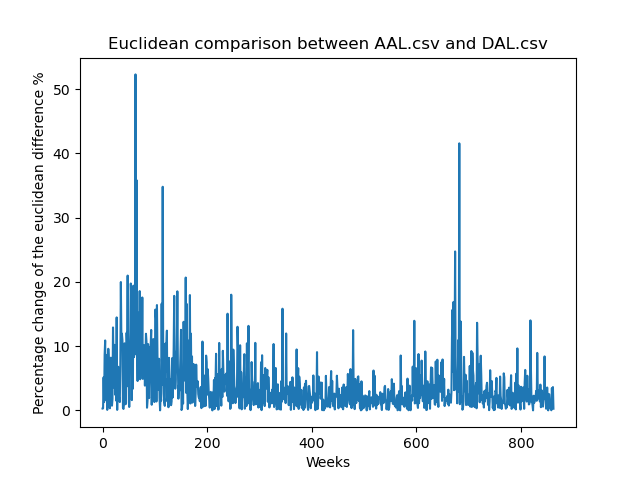 Euclidean comparison between AAL.csv and DAL.csv
Percentage change of the euclidean difference %
50
40
30
20
10
0
0 200 400 600 800
Weeks